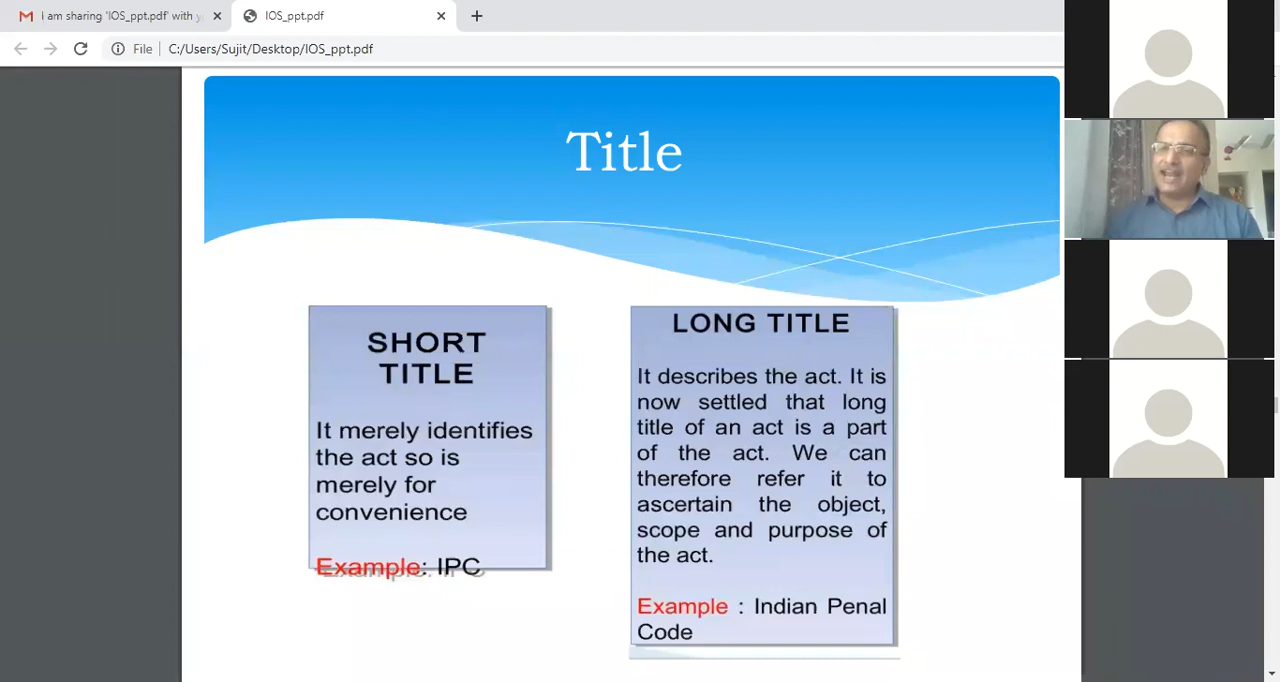 I am sharing 'IOS_ppt.pdf' with
IOS_ppt.pdf
File
C:/Users/Sujit/Desktop/IOS_ppt.pdf
Title
SHORT
TITLE
It merely identifies
the act so is
merely for
convenience
Example: IPC
LONG TITLE
It describes the act. It is
now settled that long
title of an act is a part
of the act. We can
therefore refer it to
ascertain the object,
scope and purpose of
the act.
Example : Indian Penal
Code